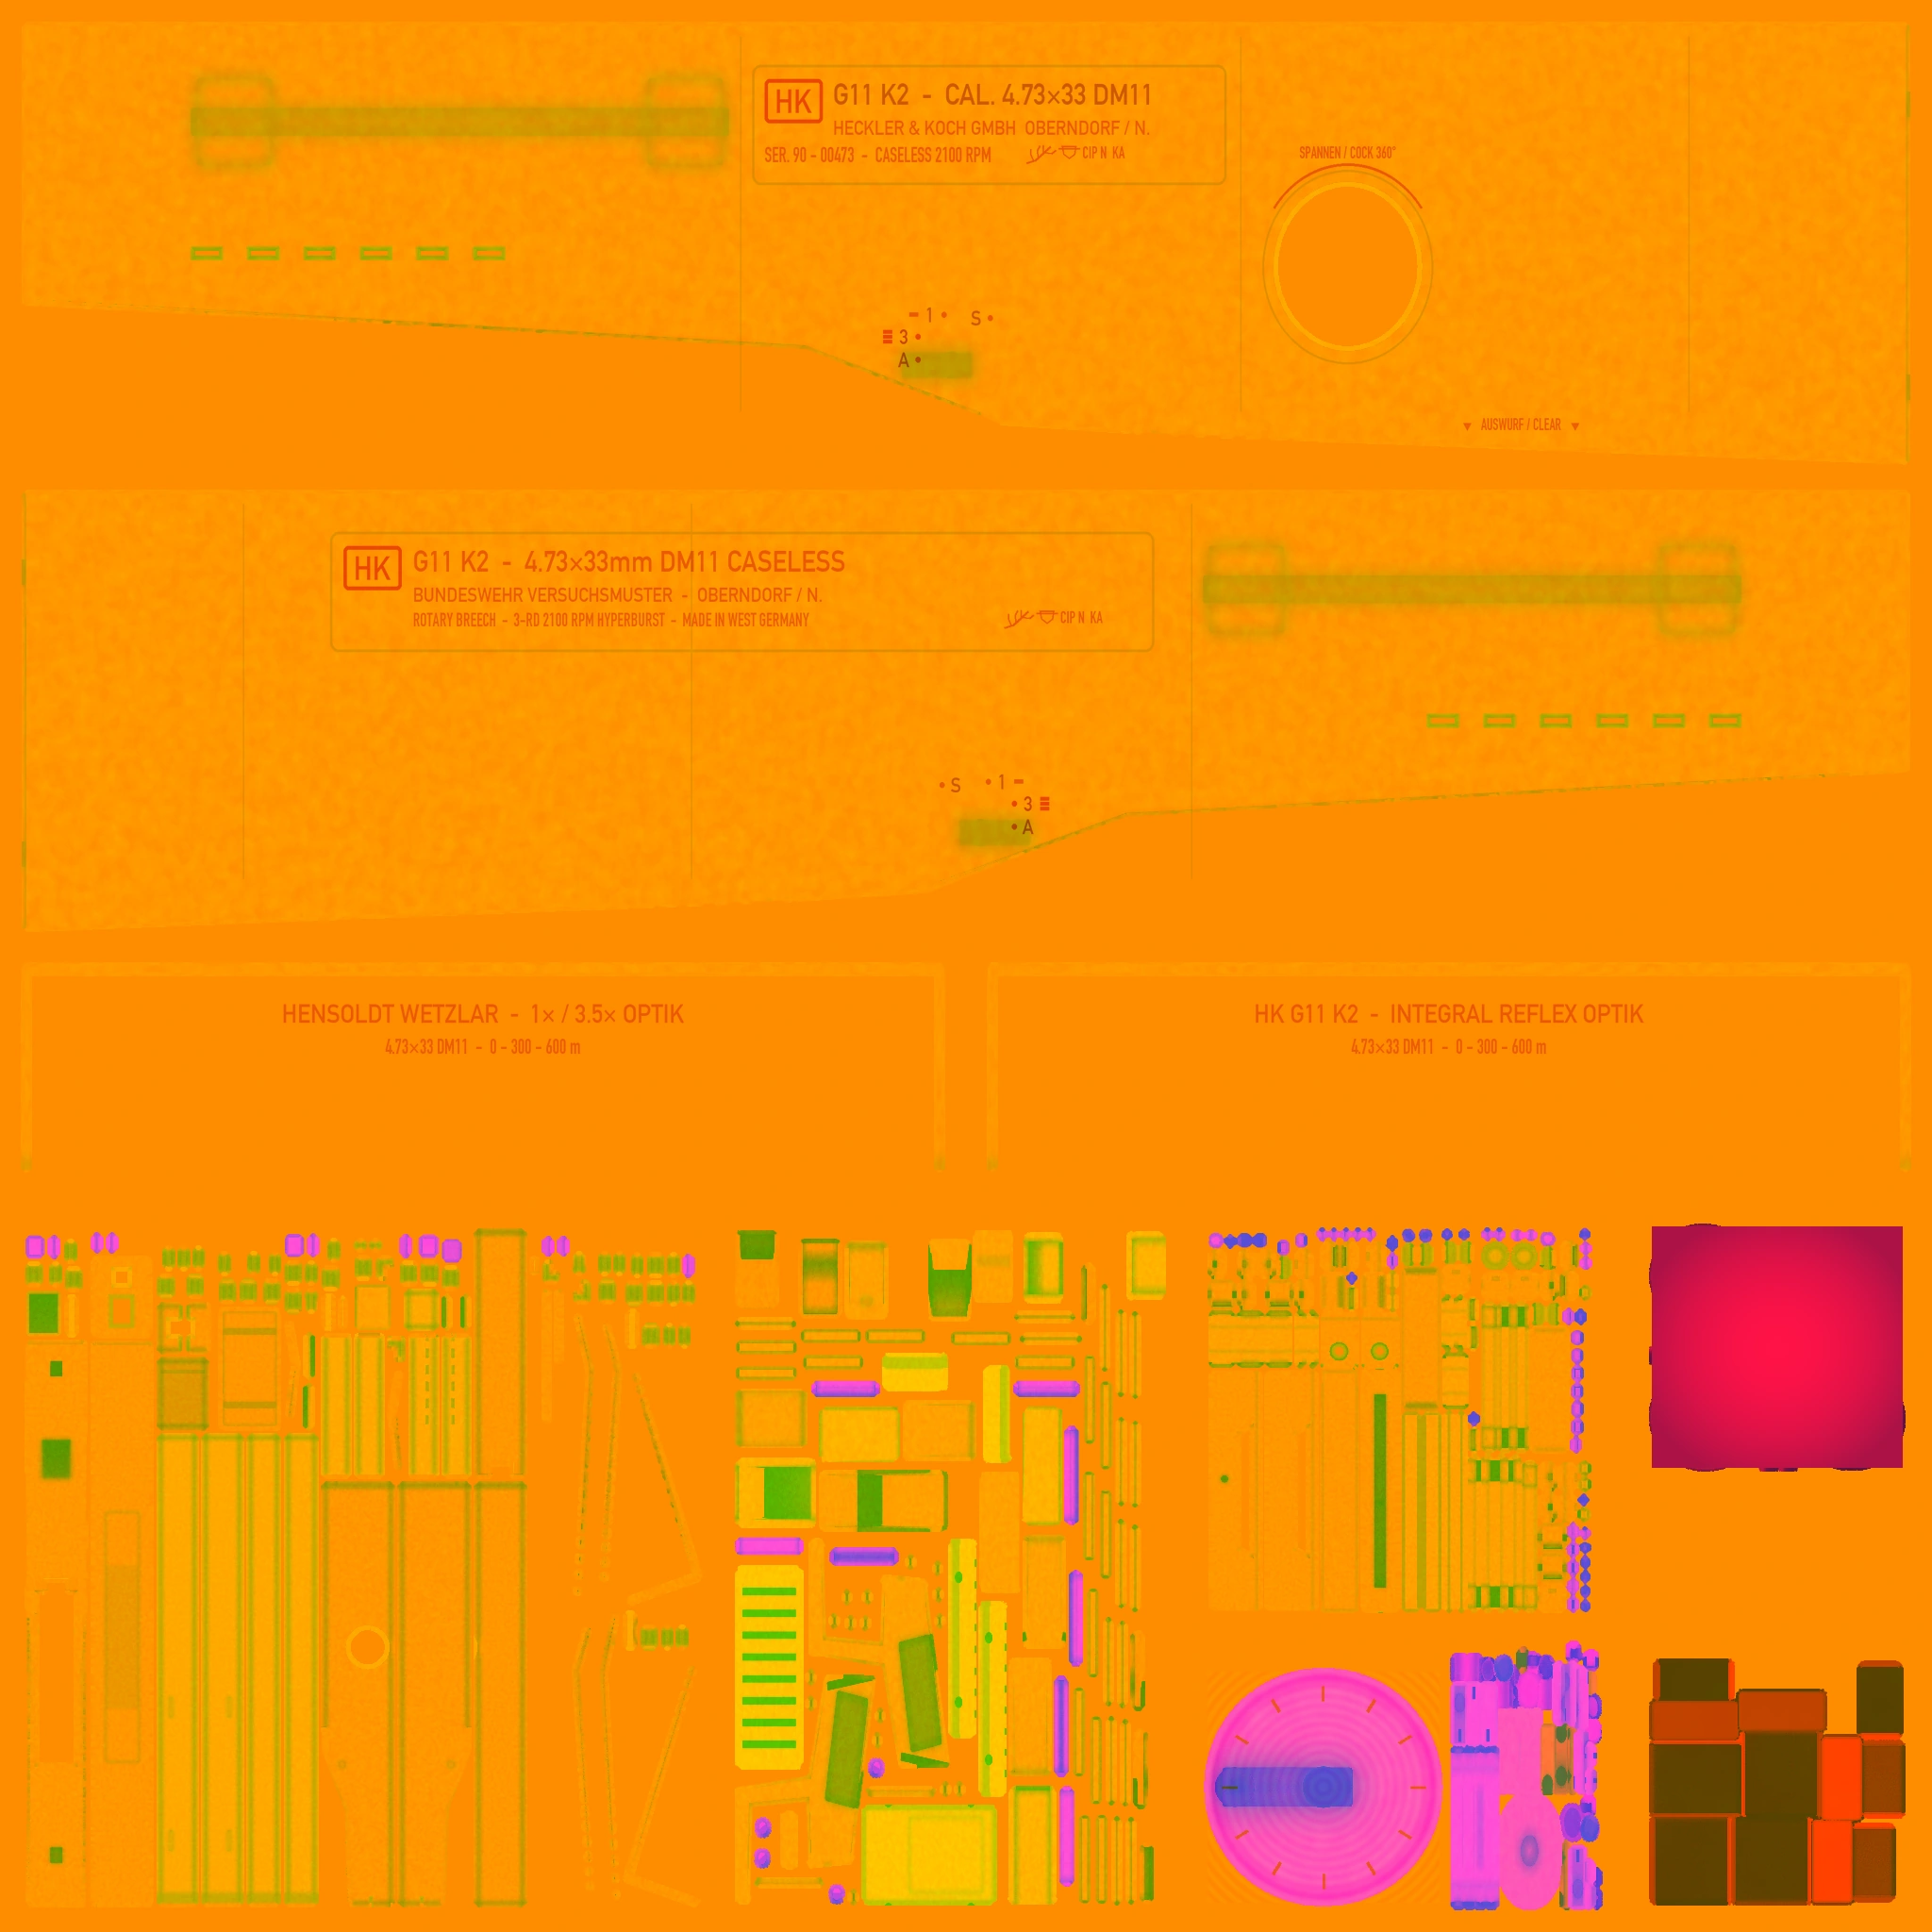 HK G11 K2 - CAL. 4.73×33 DM11
HECKLER & KOCH GMBH OBERNDORF / N.
SER. 90 - 00473 - CASELESS 2100 RPM CIP N KA
SPANNEN / COCK 360°
1 S
3
A
AUSWURF / CLEAR
HK G11 K2 - 4.73×33mm DM11 CASELESS
BUNDESWEHR VERSUCHSMUSTER - OBERNDORF / N.
ROTARY BREECH - 3-RD 2100 RPM HYPERBURST - MADE IN WEST GERMANY CIP N KA
S 1
3
A
HENSOLDT WETZLAR - 1× / 3.5× OPTIK
4.73×33 DM11 - 0 - 300 - 600 m
HK G11 K2 - INTEGRAL REFLEX OPTIK
4.73×33 DM11 - 0 - 300 - 600 m